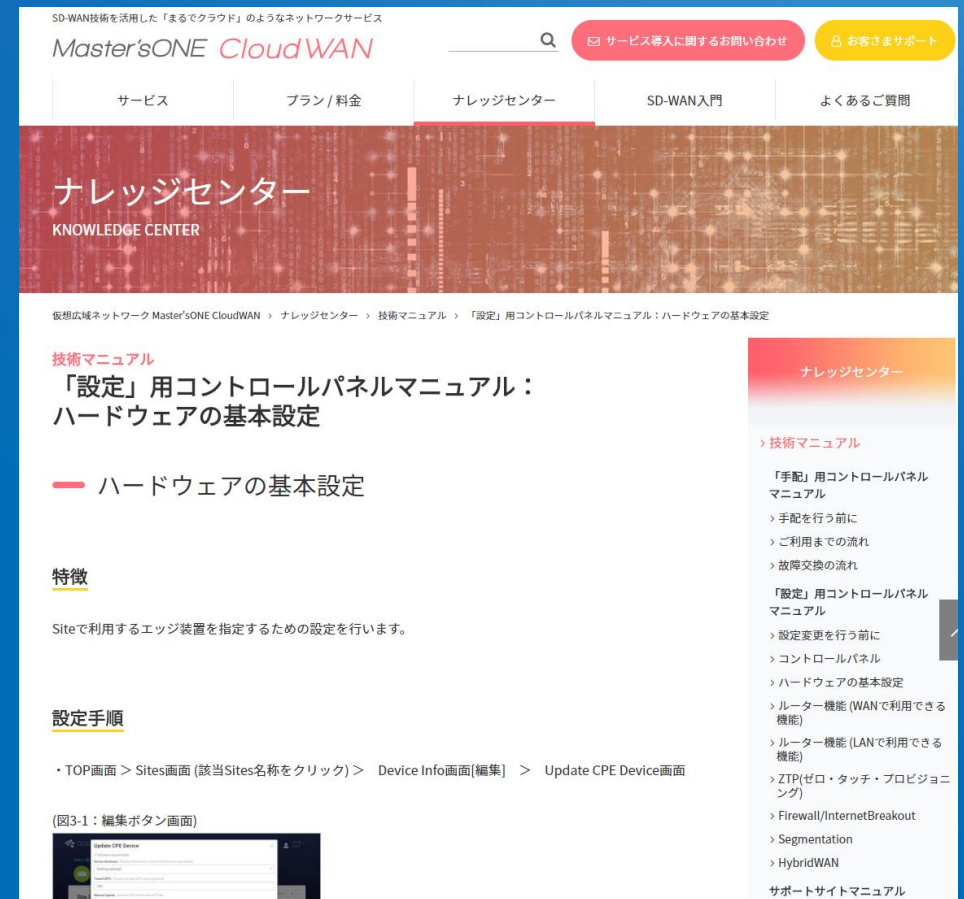 SD-WAN技術を活用した「まるでクラウド」のようなネットワークサービス
Master'sONE CloudWAN
サービス導入に関するお問い合わせ
お客さまサポート
サービス
プラン / 料金
ナレッジセンター
SD-WAN入門
よくあるご質問
ナレッジセンター
KNOWLEDGE CENTER
仮想広域ネットワーク Master'sONE CloudWAN > ナレッジセンター > 技術マニュアル > 「設定」用コントロールパネルマニュアル：ハードウェアの基本設定
技術マニュアル
「設定」用コントロールパネルマニュアル：
ハードウェアの基本設定
ハードウェアの基本設定
特徴
Siteで利用するエッジ装置を指定するための設定を行います。
設定手順
・TOP画面 > Sites画面 (該当Sites名称をクリック) > Device Info画面[編集] > Update CPE Device画面
(図3-1：編集ボタン画面)
Update CPE Device
ナレッジセンター
> 技術マニュアル
「手配」用コントロールパネル
マニュアル
> 手配を行う前に
> ご利用までの流れ
> 故障交換の流れ
「設定」用コントロールパネル
マニュアル
> 設定変更を行う前に
> コントロールパネル
> ハードウェアの基本設定
> ルーター機能 (WANで利用できる
機能)
> ルーター機能 (LANで利用できる
機能)
> ZTP(ゼロ・タッチ・プロビジョニ
ング)
> Firewall/InternetBreakout
> Segmentation
> HybridWAN
サポートサイトマニュアル